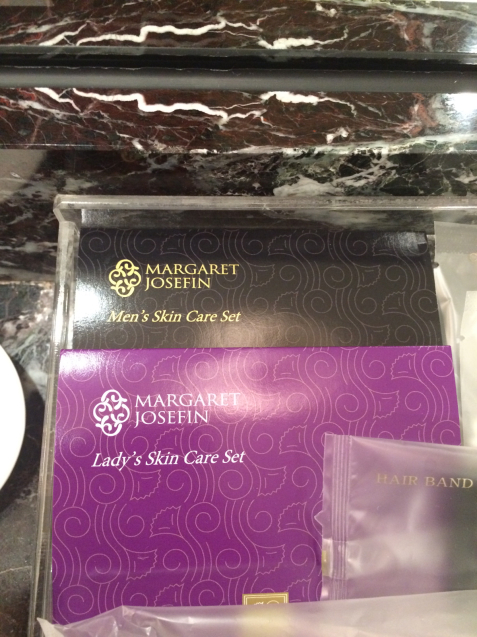 MARGARET
JOSEFIN
Men's Skin Care Set
MARGARET
JOSEFIN
Lady's Skin Care Set
HAIR BAND